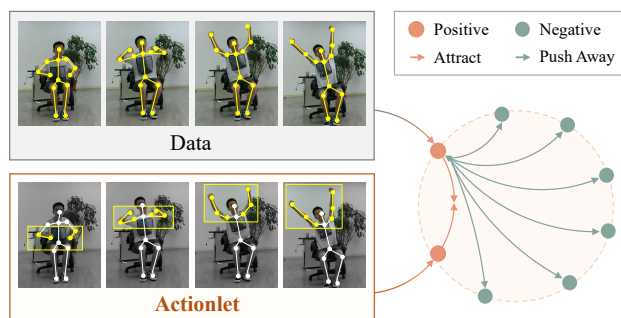 Data
Actionlet
Positive
Negative
Attract
Push Away